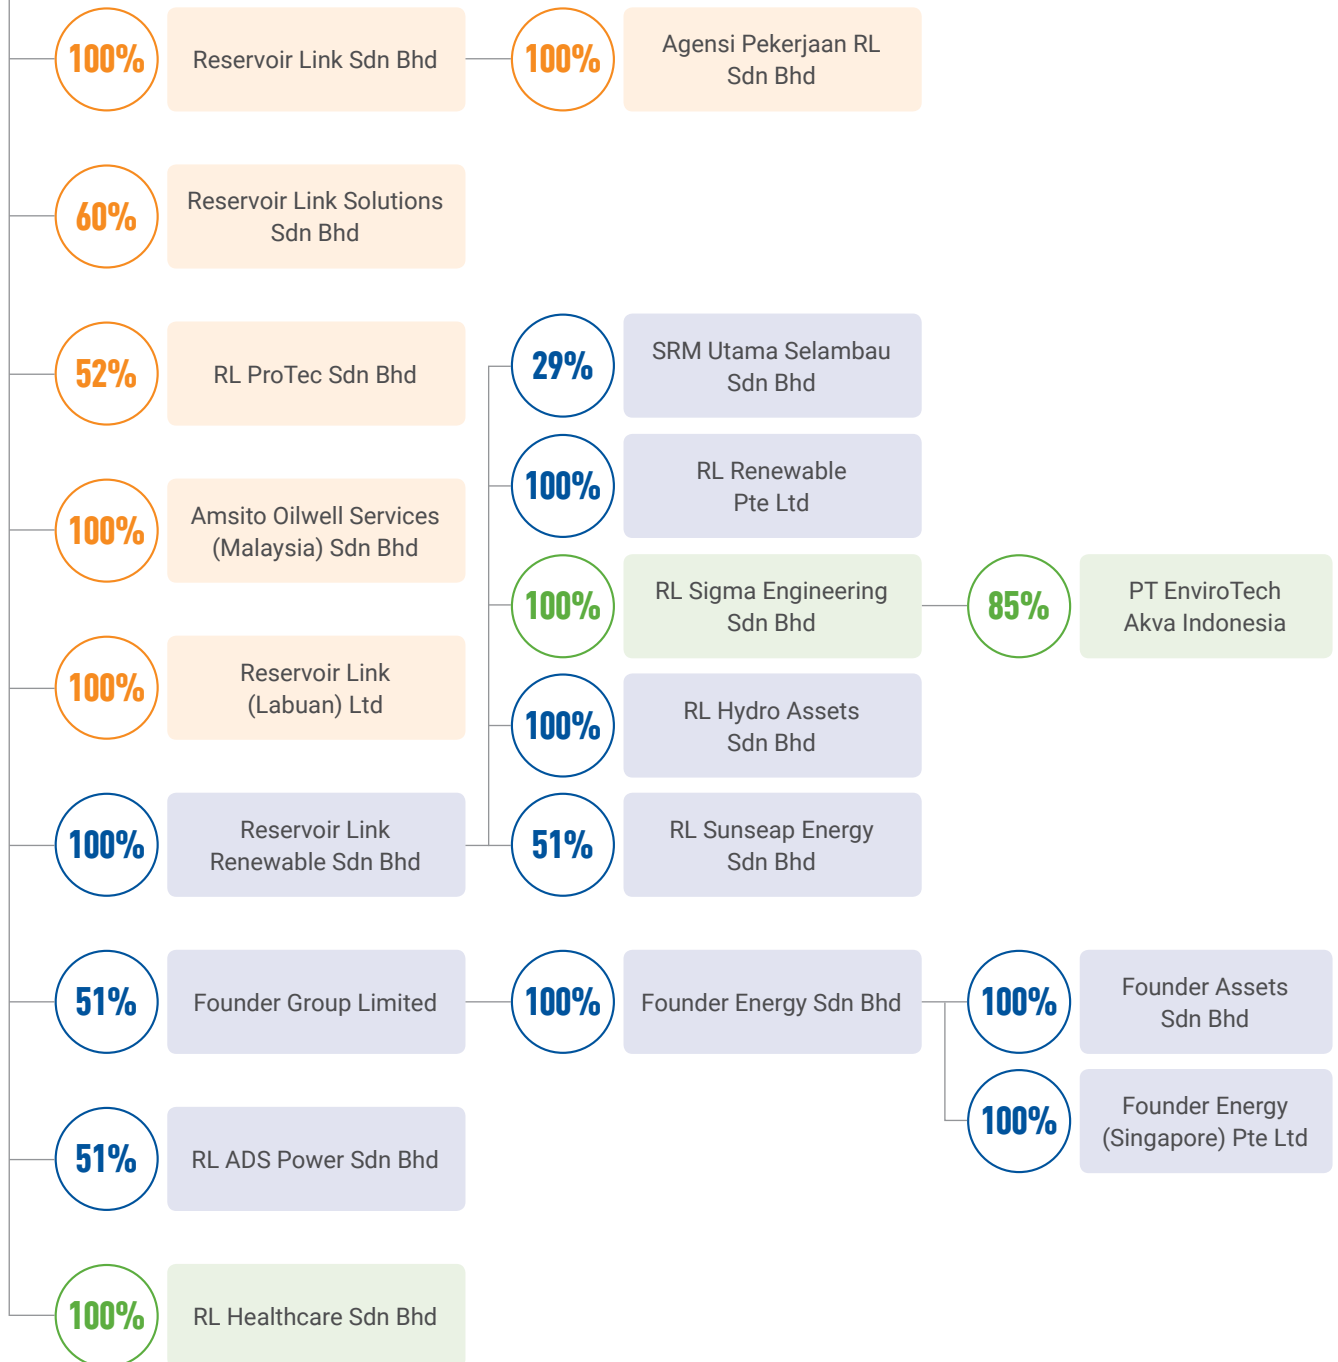 100%
Reservoir Link Sdn Bhd
100%
Agensi Pekerjaan RL
Sdn Bhd
60%
Reservoir Link Solutions
Sdn Bhd
52%
RL ProTec Sdn Bhd
29%
SRM Utama Selambau
Sdn Bhd
100%
RL Renewable
Pte Ltd
100%
Amsito Oilwell Services
(Malaysia) Sdn Bhd
100%
RL Sigma Engineering
Sdn Bhd
85%
PT EnviroTech
Akva Indonesia
100%
Reservoir Link
(Labuan) Ltd
100%
RL Hydro Assets
Sdn Bhd
100%
Reservoir Link
Renewable Sdn Bhd
51%
RL Sunseap Energy
Sdn Bhd
51%
Founder Group Limited
100%
Founder Energy Sdn Bhd
100%
Founder Assets
Sdn Bhd
100%
Founder Energy
(Singapore) Pte Ltd
51%
RL ADS Power Sdn Bhd
100%
RL Healthcare Sdn Bhd